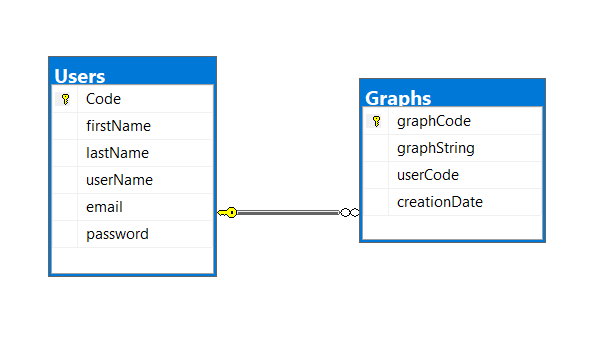 Users
Code
firstName
lastName
userName
email
password
Graphs
graphCode
graphString
userCode
creationDate